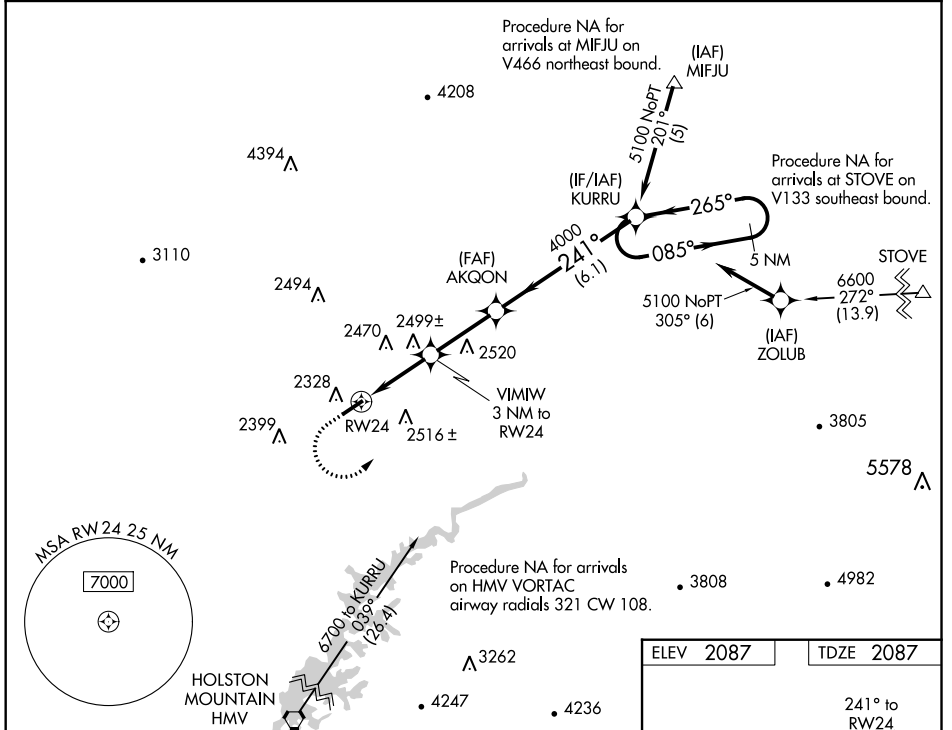 Procedure NA for
arrivals at MIFJU on
V466 northeast bound.
(IAF)
MIFJU
4208
5100 NoPT
201°
(5)
4394
Procedure NA for
arrivals at STOVE on
V133 southeast bound.
(IF/IAF)
KURRU
265°
085°
5 NM
4000
241°
(6.1)
3110
(FAF)
AKQON
STOVE
6600
272°
(13.9)
2494
5100 NoPT
305° (6)
(IAF)
ZOLUB
2470
2499±
2520
VIMIW
3 NM to
RW24
2328
RW24
2399
2516±
3805
5578
MSA RW24 25 NM
7000
6700 to KURRU
039°
(26.4)
Procedure NA for arrivals
on HMV VORTAC
airway radials 321 CW 108.
3808
4982
3262
HOLSTON
MOUNTAIN
HMV
4247
4236
ELEV 2087
TDZE 2087
241° to
RW24